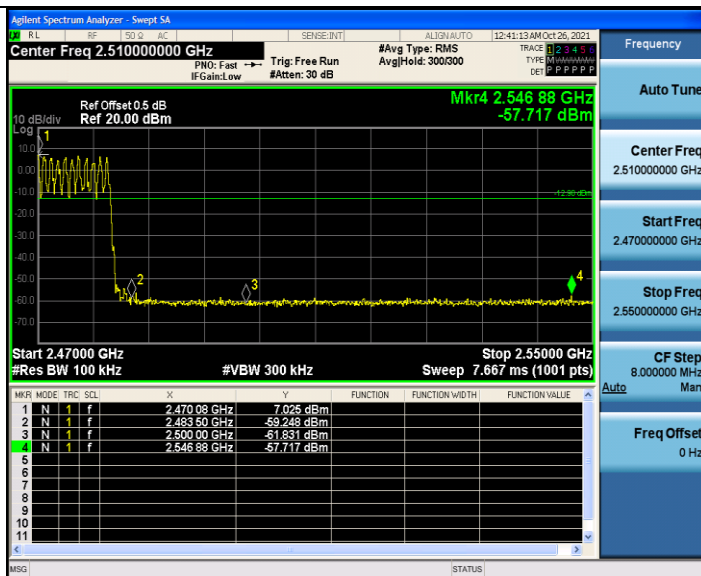 Agilent Spectrum Analyzer - Swept SA
LXI RL RF 50 Ω AC SENSE:INT ALIGNAUTO 12:41:13 AM Oct 26, 2021
Center Freq 2.510000000 GHz #Avg Type: RMS TRACE 1 2 3 4 5 6
PNO: Fast Trig: Free Run Avg|Hold: 300/300 TYPE M
IFGain:Low #Atten: 30 dB DET P P P P P P
Mkr4 2.546 88 GHz
Ref Offset 0.5 dB
10 dB/div Ref 20.00 dBm -57.717 dBm
Log
1
10.0
0.00
-10.0
-12.98 dBm
-20.0
-30.0
-40.0
-50.0
2 3 4
-60.0
-70.0
Start 2.47000 GHz Stop 2.55000 GHz
#Res BW 100 kHz #VBW 300 kHz Sweep 7.667 ms (1001 pts)
MKR MODE TRC SCL X Y FUNCTION FUNCTION WIDTH FUNCTION VALUE
1 N 1 f 2.470 08 GHz 7.025 dBm
2 N 1 f 2.483 50 GHz -59.248 dBm
3 N 1 f 2.500 00 GHz -61.831 dBm
4 N 1 f 2.546 88 GHz -57.717 dBm
5
6
7
8
9
10
11
MSG STATUS
Frequency
Auto Tune
Center Freq
2.510000000 GHz
Start Freq
2.470000000 GHz
Stop Freq
2.550000000 GHz
CF Step
8.000000 MHz
Auto Man
Freq Offset
0 Hz